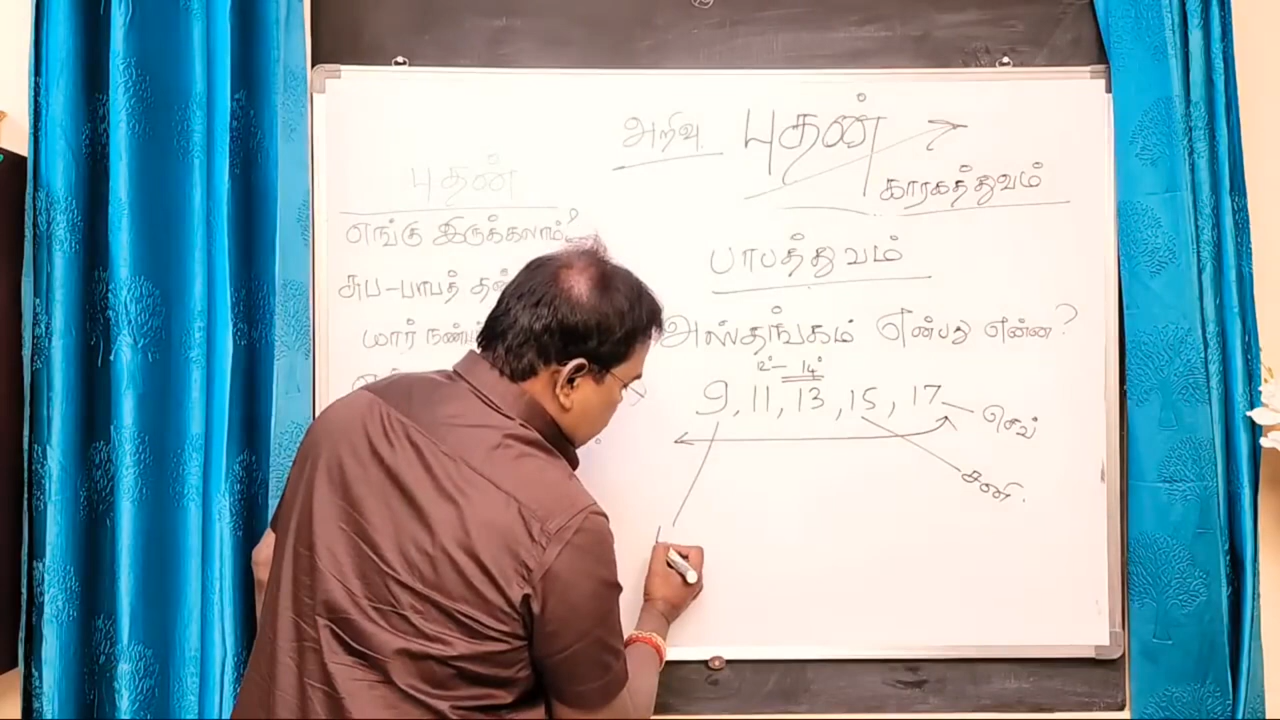 அறிவு புதன்
காரகத்துவம்
புதன்
எங்கு இருக்கலாம்?
சுப-பாபத்
யார்
பாபத்துவம்
அஸ்தங்கம் என்பது என்ன?
12° - 14°
9, 11, 13, 15, 17 செவ்
சனி.